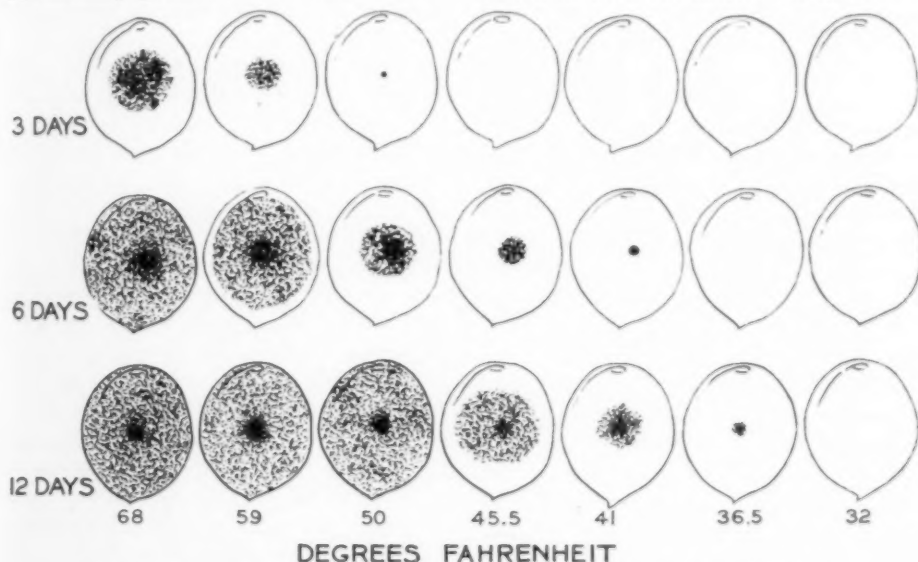 3 DAYS
6 DAYS
12 DAYS
68 59 50 45.5 41 36.5 32
DEGREES FAHRENHEIT